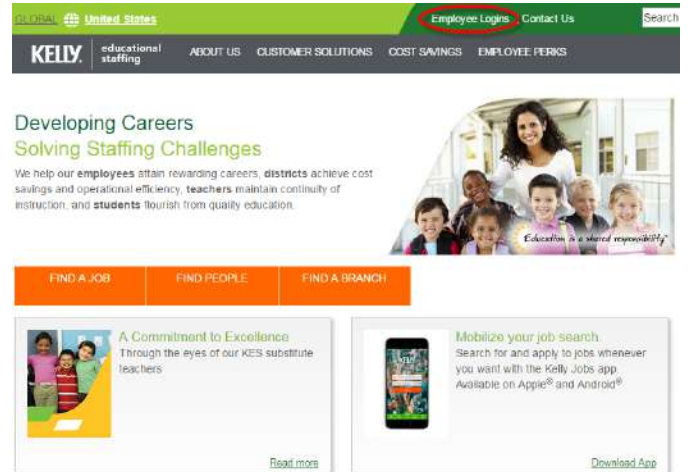 GLOBAL United States
Employee Logins Contact Us
Search
KELLY. educational
staffing
ABOUT US CUSTOMER SOLUTIONS COST SAVINGS EMPLOYEE PERKS
Developing Careers
Solving Staffing Challenges
We help our employees attain rewarding careers, districts achieve cost
savings and operational efficiency, teachers maintain continuity of
instruction, and students flourish from quality education.
Education is a shared responsibility
FIND A JOB FIND PEOPLE FIND A BRANCH
A Commitment to Excellence
Through the eyes of our KES substitute
teachers
Read more
Mobilize your job search.
Search for and apply to jobs whenever
you want with the Kelly Jobs app.
Available on Apple® and Android®
KELLY
Download App